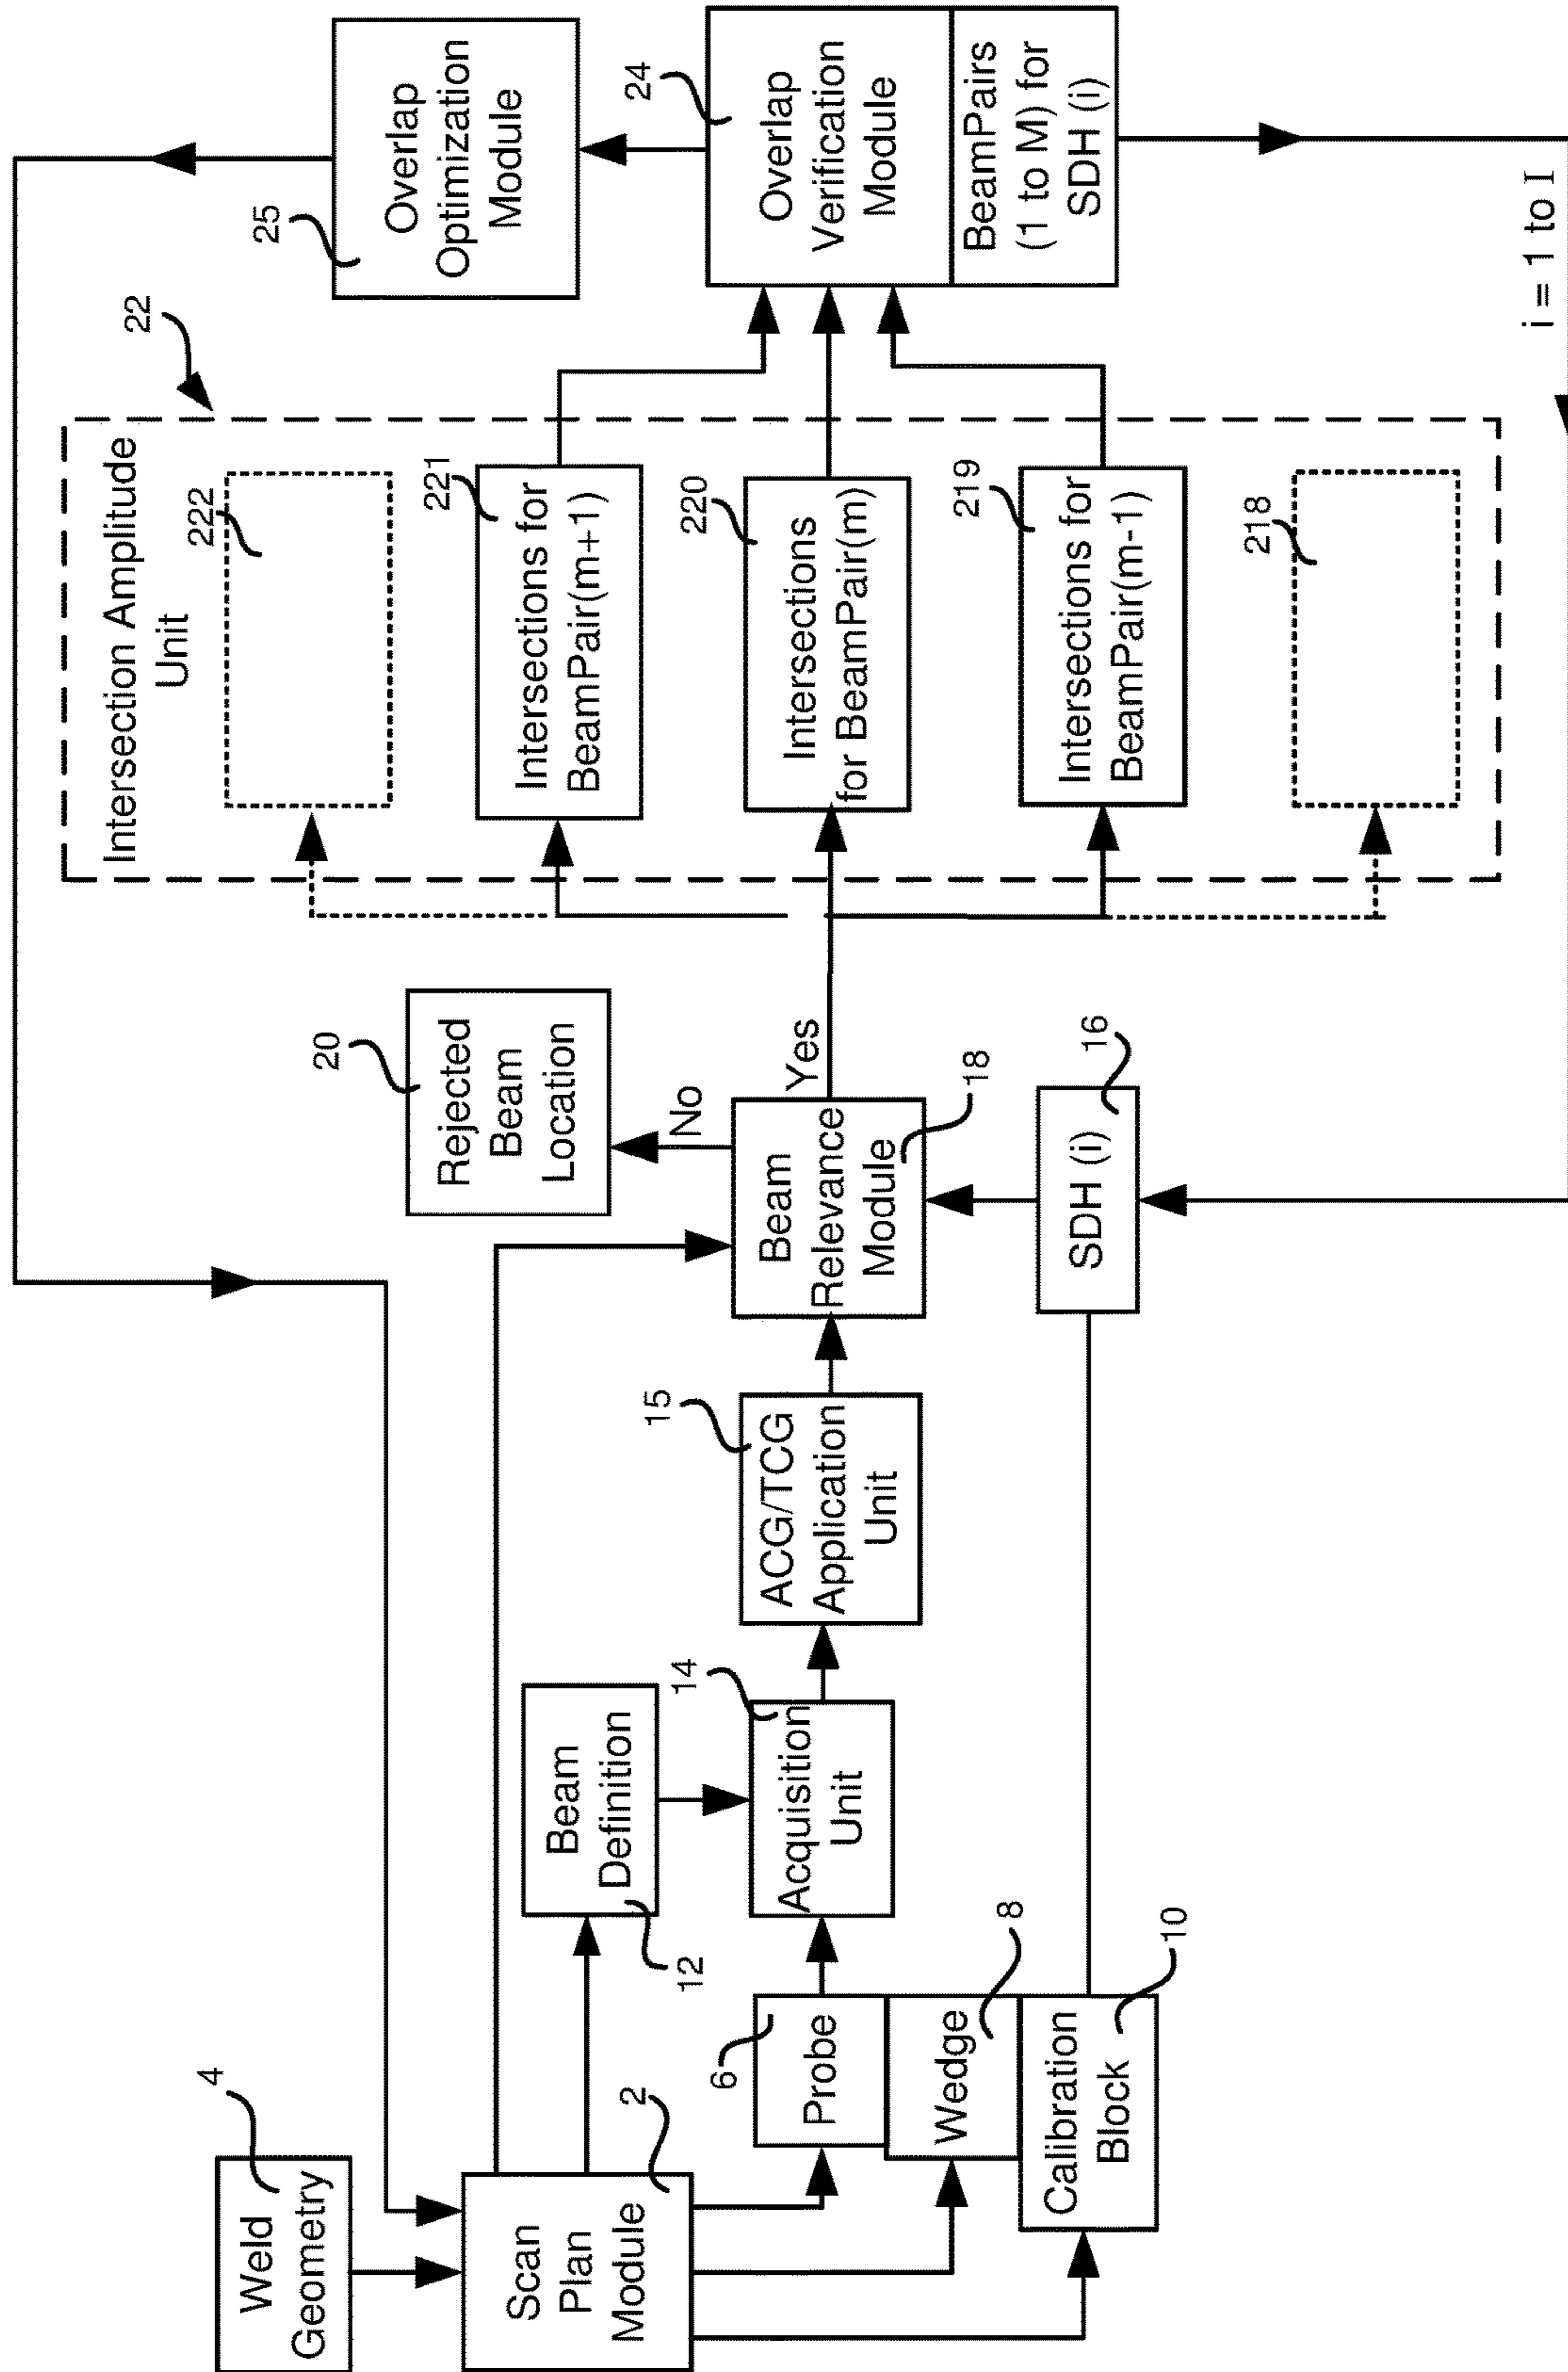 4
Weld
Geometry
Scan
Plan
Module
2
12
Beam
Definition
6
Probe
Wedge
8
Calibration
Block
10
14
Acquisition
Unit
15
ACG/TCG
Application
Unit
20
Rejected
Beam
Location
No
Beam
Relevance
Module
Yes
18
16
SDH (i)
Intersection Amplitude
Unit
22
222
221
Intersections for
BeamPair(m+1)
220
Intersections
for BeamPair(m)
219
Intersections for
BeamPair(m-1)
218
25
Overlap
Optimization
Module
24
Overlap
Verification
Module
BeamPairs
(1 to M) for
SDH (i)
i = 1 to I